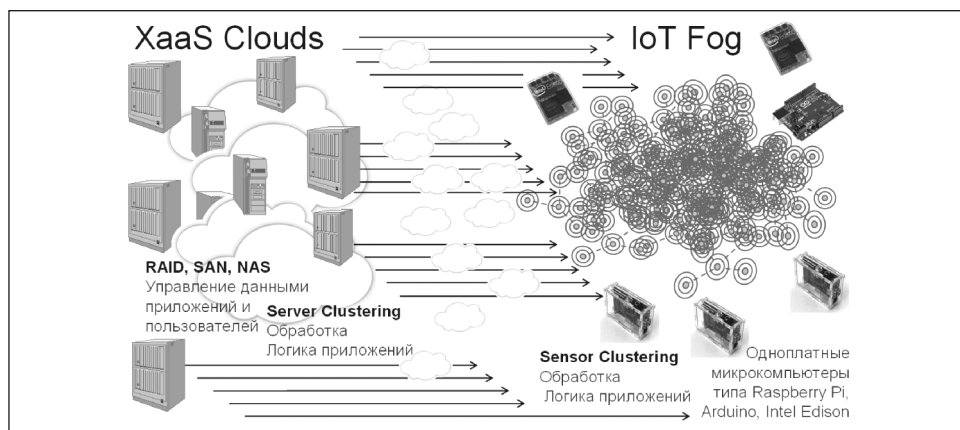 XaaS Clouds
IoT Fog
RAID, SAN, NAS
Управление данными
приложений и
пользователей
Server Clustering
Обработка
Логика приложений
Sensor Clustering
Обработка
Логика приложений
Одноплатные
микрокомпьютеры
типа Raspberry Pi,
Arduino, Intel Edison